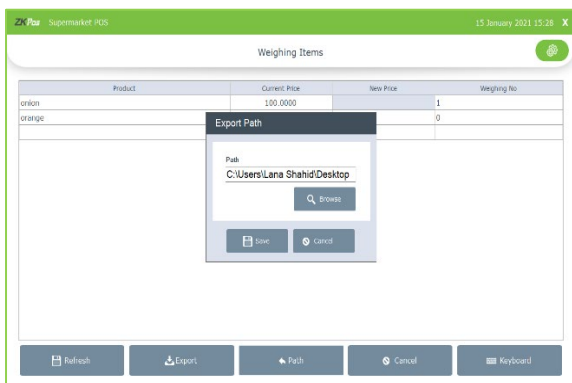 ZKPos Supermarket POS 15 January 2021 15:28 X
Weighing Items
Product Current Price New Price Weighing No
onion 100.0000 1
orange 0
Export Path
Path
C:\Users\Lana Shahid\Desktop
Browse
Save Cancel
Refresh Export Path Cancel Keyboard